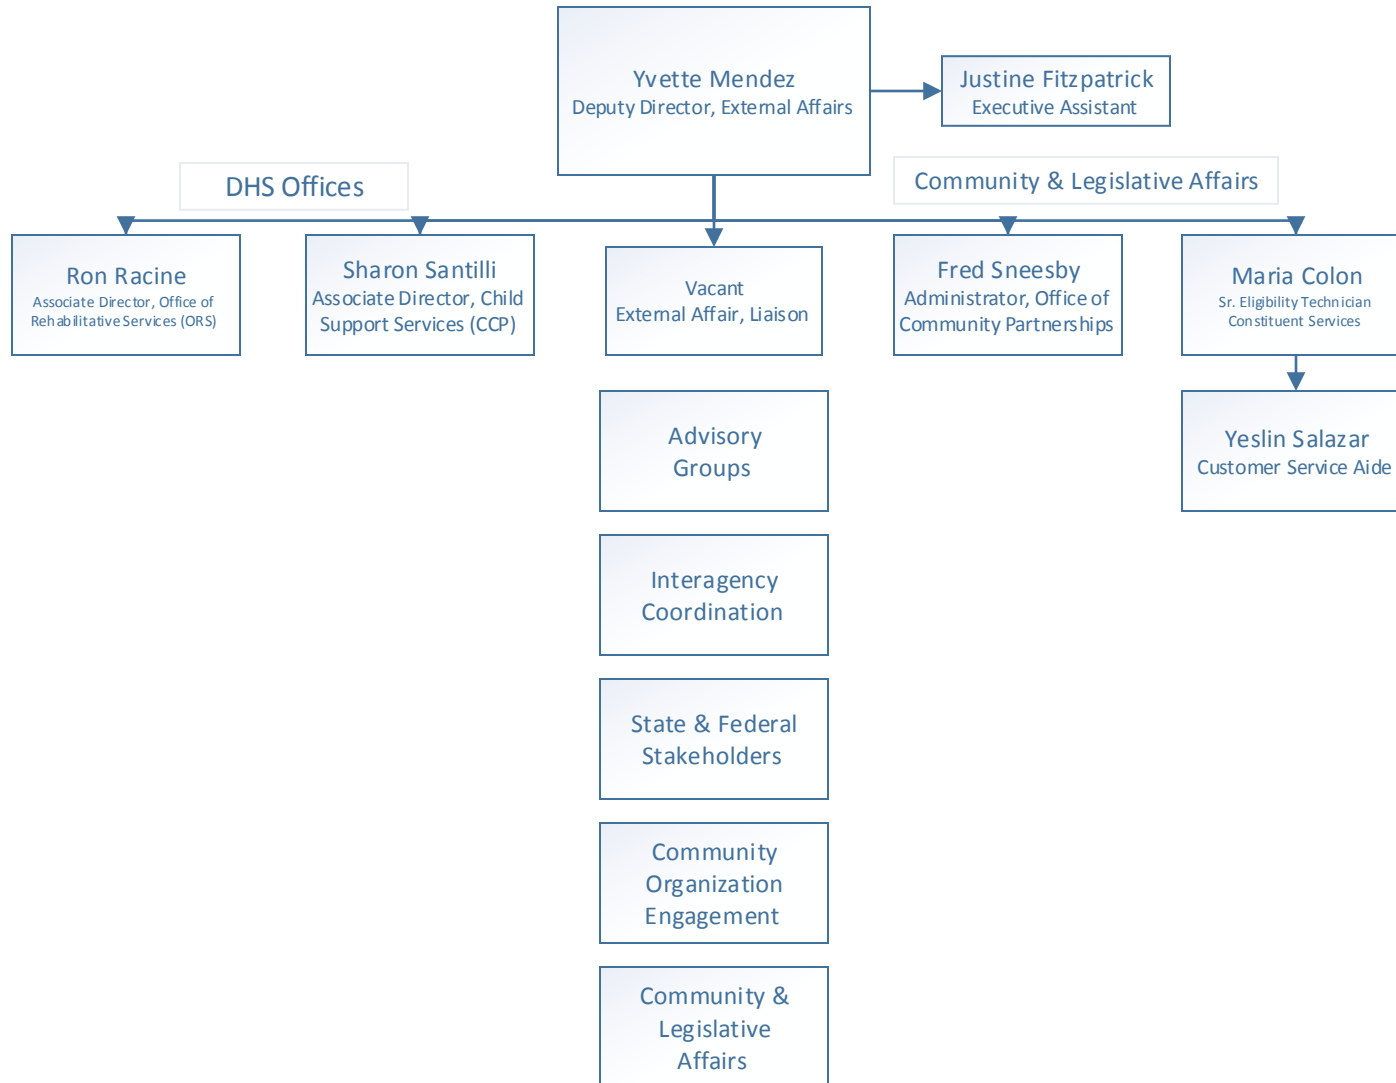 Yvette Mendez
Deputy Director, External Affairs
Justine Fitzpatrick
Executive Assistant
DHS Offices
Community & Legislative Affairs
Ron Racine
Associate Director, Office of
Rehabilitative Services (ORS)
Sharon Santilli
Associate Director, Child
Support Services (CCP)
Vacant
External Affair, Liaison
Fred Sneesby
Administrator, Office of
Community Partnerships
Maria Colon
Sr. Eligibility Technician
Constituent Services
Advisory
Groups
Yeslin Salazar
Customer Service Aide
Interagency
Coordination
State & Federal
Stakeholders
Community
Organization
Engagement
Community &
Legislative
Affairs